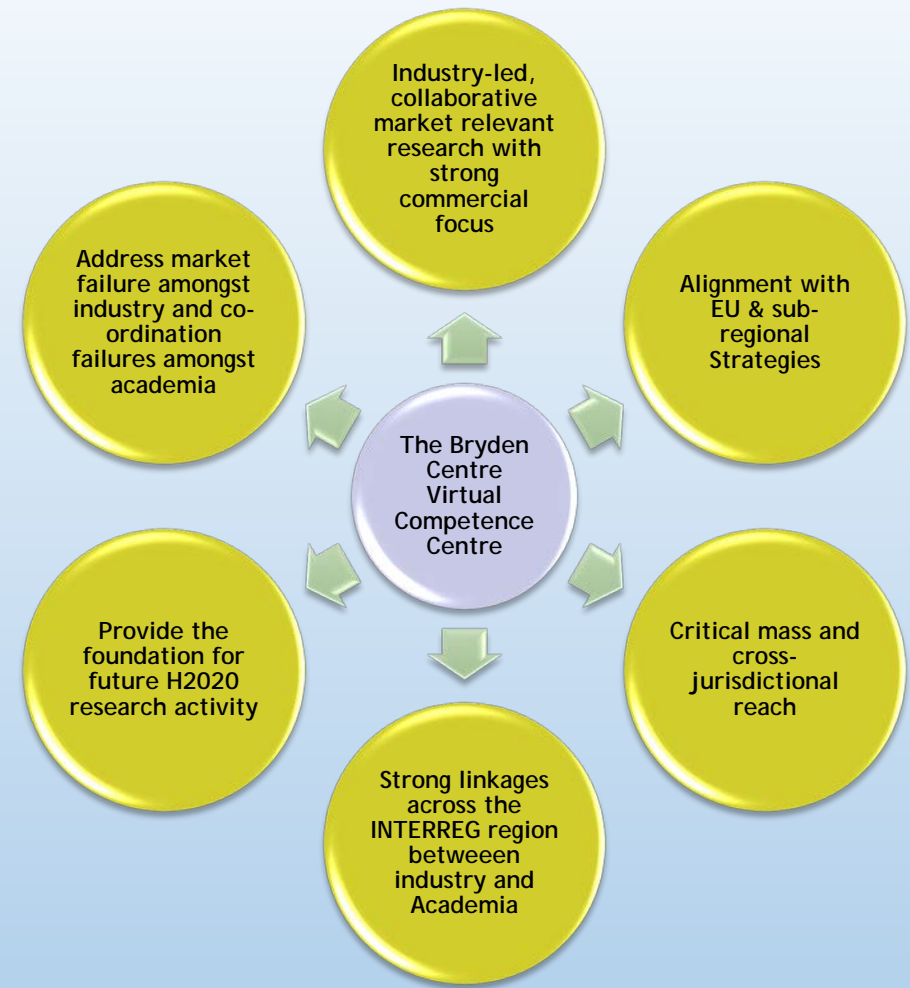 Industry-led,
collaborative
market relevant
research with
strong
commercial
focus
Alignment with
EU & sub-
regional
Strategies
Critical mass and
cross-
jurisdictional
reach
Strong linkages
across the
INTERREG region
betweeen
industry and
Academia
Provide the
foundation for
future H2020
research activity
Address market
failure amongst
industry and co-
ordination
failures amongst
academia
The Bryden
Centre
Virtual
Competence
Centre